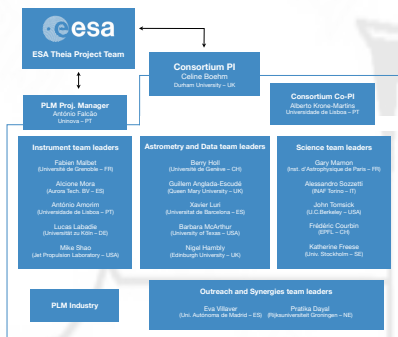 esa
ESA Theia Project Team
Consortium PI
Celine Boehm
Durham University – UK
Consortium Co-PI
Alberto Krone-Martins
Universidade de Lisboa – PT
PLM Proj. Manager
António Falcão
Uninova – PT
Instrument team leaders
Fabien Malbet
(Université de Grenoble – FR)
Alcione Mora
(Aurora Tech. BV – ES)
António Amorim
(Universidade de Lisboa - PT)
Lucas Labadie
(Universität zu Köln – DE)
Mike Shao
(Jet Propulsion Laboratory – USA)
Astrometry and Data team leaders
Berry Holl
(Université de Genève – CH)
Guillem Anglada-Escudé
(Queen Mary University – UK)
Xavier Luri
(Universitat de Barcelona – ES)
Barbara McArthur
(University of Texas – USA)
Nigel Hambly
(Edinburgh University – UK)
Science team leaders
Gary Mamon
(Inst. d'Astrophysique de Paris – FR)
Alessandro Sozzetti
(INAF Torino – IT)
John Tomsick
(U.C.Berkeley – USA)
Frédéric Courbin
(EPFL – CH)
Katherine Freese
(Univ. Stockholm – SE)
PLM Industry
Outreach and Synergies team leaders
Eva Villaver
(Uni. Autónoma de Madrid – ES)
Pratika Dayal
(Rijksuniversiteit Groningen – NE)